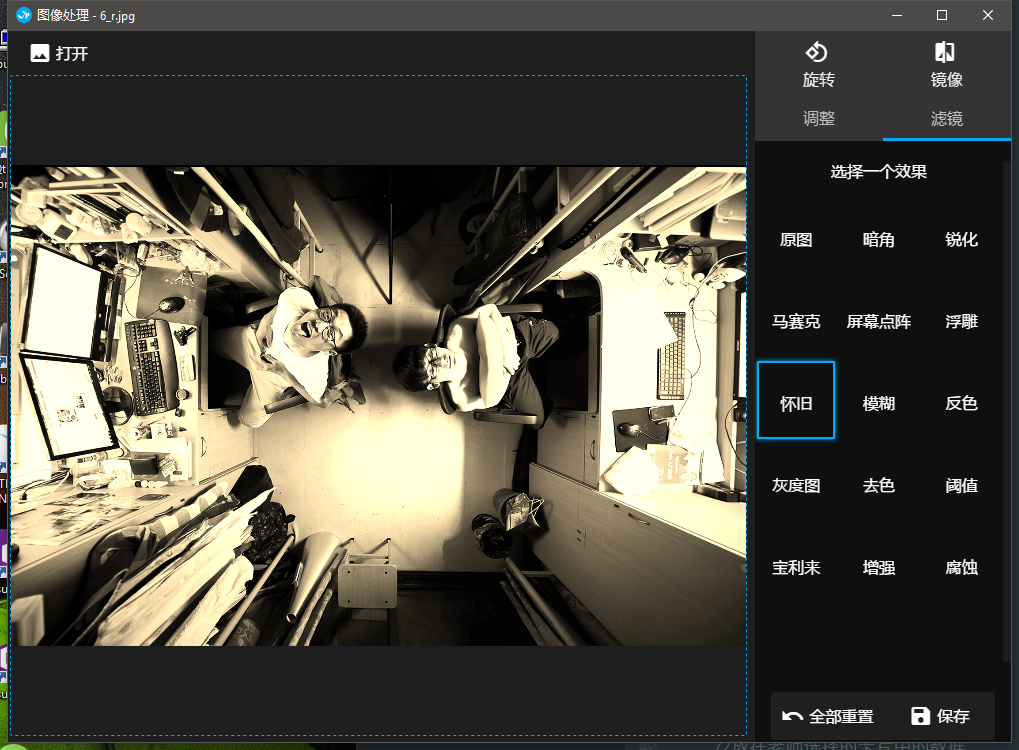 图像处理 - 6_r.jpg
打开
旋转 镜像
调整 滤镜
选择一个效果
原图 暗角 锐化
马赛克 屏幕点阵 浮雕
怀旧 模糊 反色
灰度图 去色 阈值
宝利来 增强 腐蚀
全部重置 保存